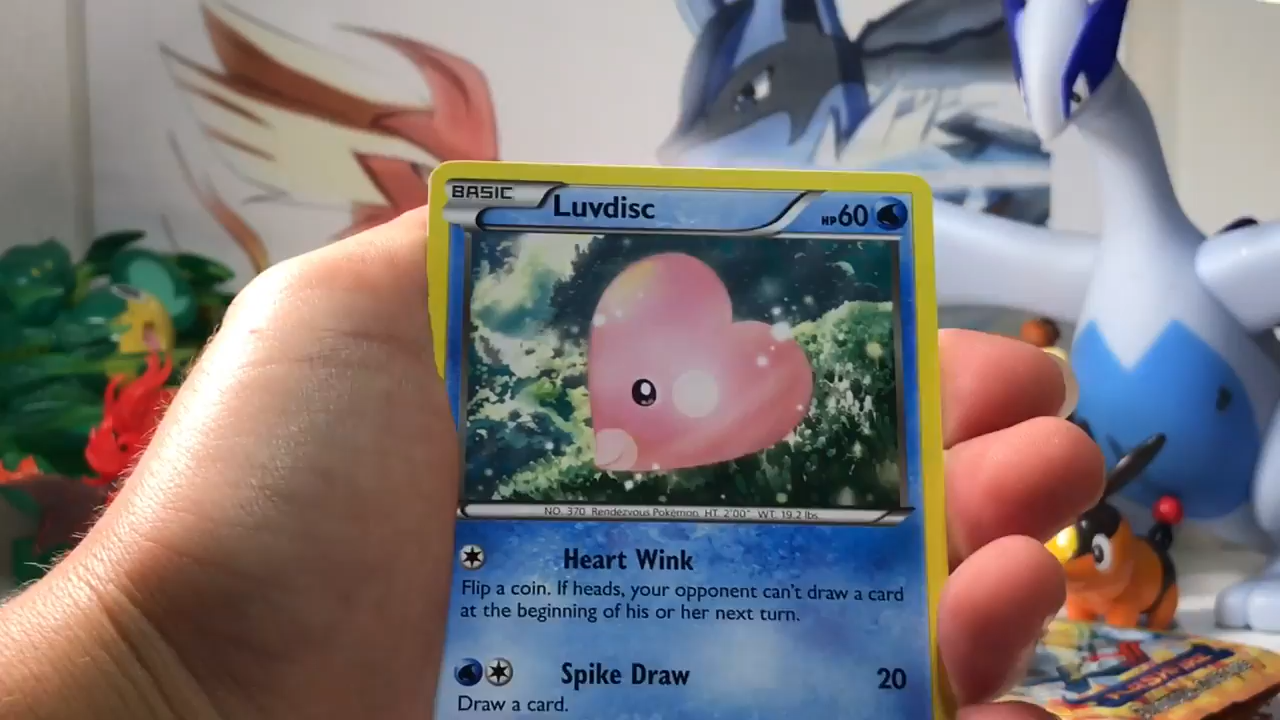 BASIC
Luvdisc
HP60
NO. 370 Rendezvous Pokémon HT. 2'00" WT. 19.2 lbs
Heart Wink
Flip a coin. If heads, your opponent can't draw a card
at the beginning of his or her next turn.
Spike Draw 20
Draw a card.